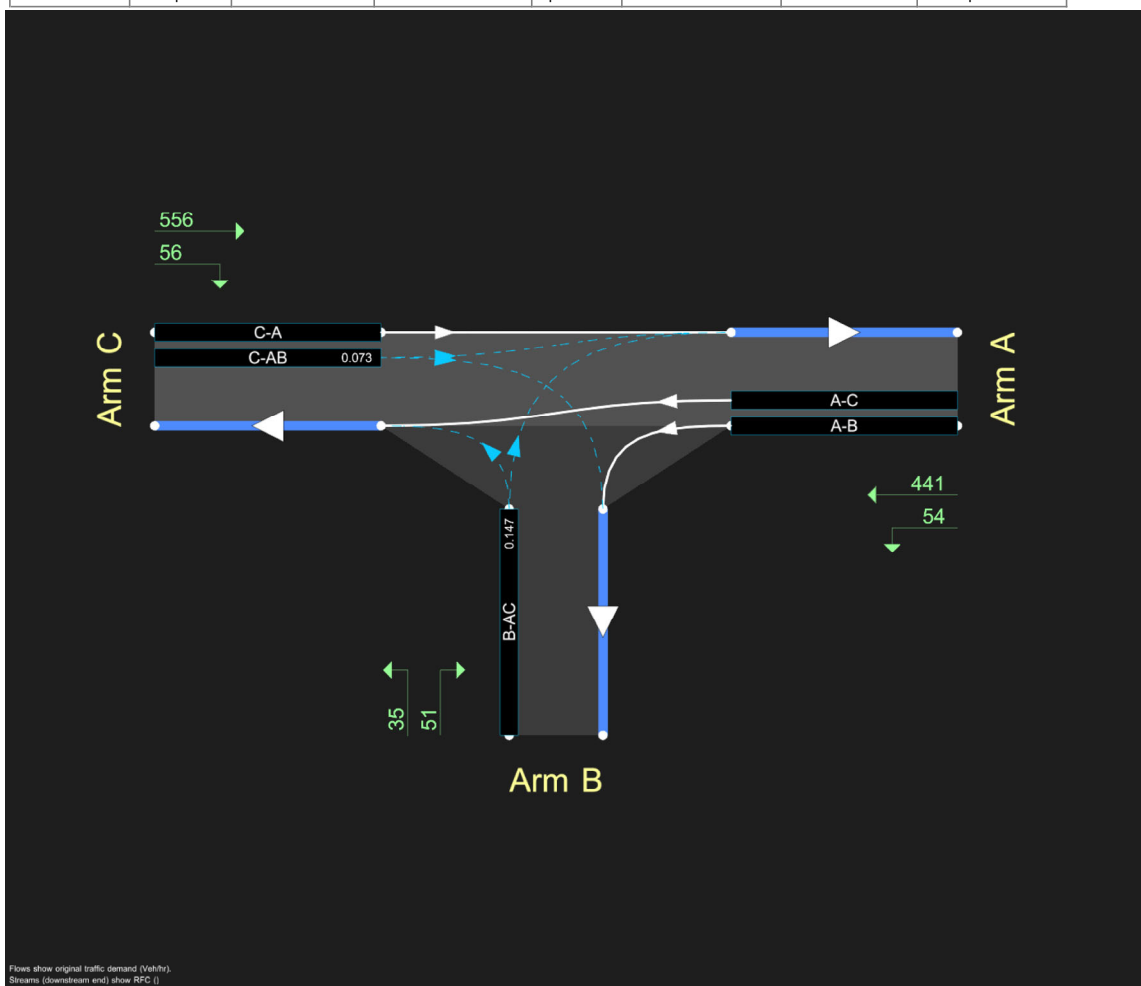 556
56
Arm C
C-A
C-AB 0.073
Arm A
A-C
A-B
441
54
0.147
B-AC
35
51
Arm B
Flows show original traffic demand (Veh/hr).
Streams (downstream end) show RFC ()